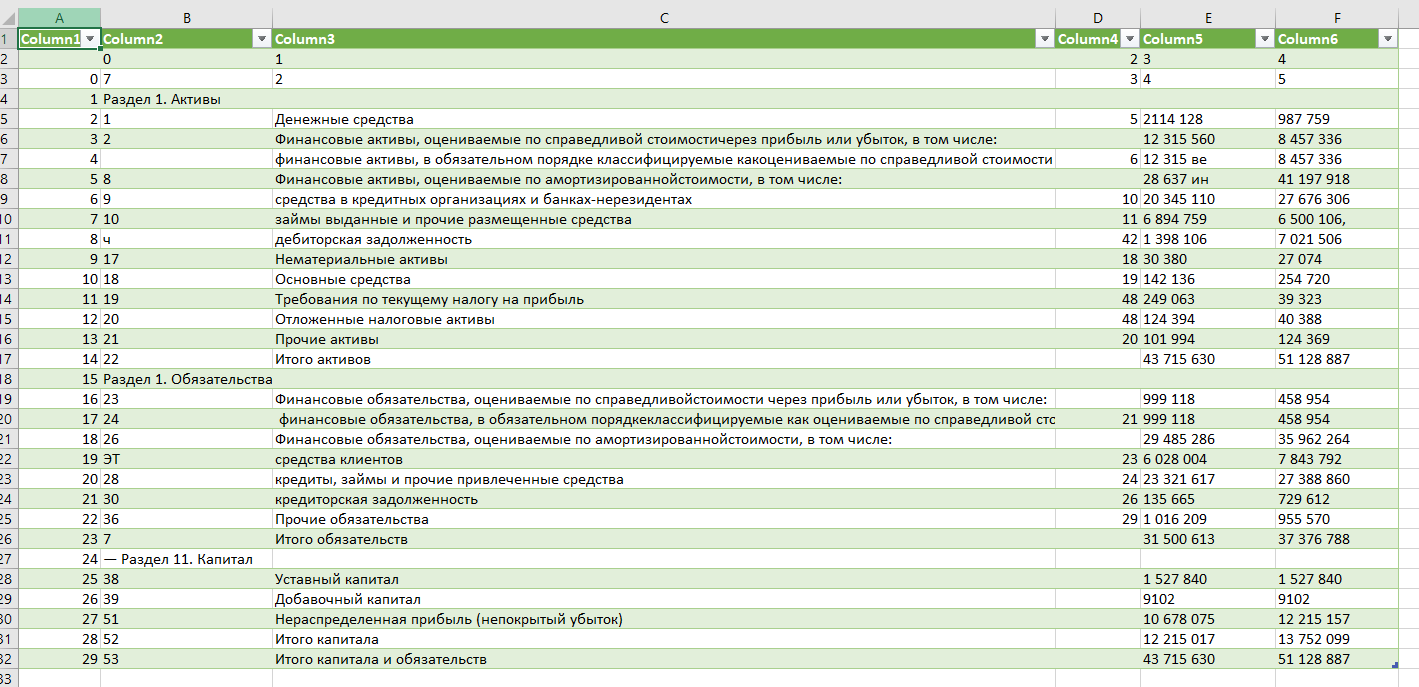 A B C D E F
1 Column1 Column2 Column3 Column4 Column5 Column6
2 0 1 2 3 4
3 0 7 2 3 4 5
4 1 Раздел 1. Активы
5 2 1 Денежные средства 5 2114 128 987 759
6 3 2 Финансовые активы, оцениваемые по справедливой стоимостичерез прибыль или убыток, в том числе: 12 315 560 8 457 336
7 4 финансовые активы, в обязательном порядке классифицируемые какоцениваемые по справедливой стоимости 6 12 315 ве 8 457 336
8 5 8 Финансовые активы, оцениваемые по амортизированнойстоимости, в том числе: 28 637 ин 41 197 918
9 6 9 средства в кредитных организациях и банках-нерезидентах 10 20 345 110 27 676 306
10 7 10 займы выданные и прочие размещенные средства 11 6 894 759 6 500 106,
11 8 ч дебиторская задолженность 42 1 398 106 7 021 506
12 9 17 Нематериальные активы 18 30 380 27 074
13 10 18 Основные средства 19 142 136 254 720
14 11 19 Требования по текущему налогу на прибыль 48 249 063 39 323
15 12 20 Отложенные налоговые активы 48 124 394 40 388
16 13 21 Прочие активы 20 101 994 124 369
17 14 22 Итого активов 43 715 630 51 128 887
18 15 Раздел 1. Обязательства
19 16 23 Финансовые обязательства, оцениваемые по справедливойстоимости через прибыль или убыток, в том числе: 999 118 458 954
20 17 24 финансовые обязательства, в обязательном порядкеклассифицируемые как оцениваемые по справедливой сто 21 999 118 458 954
21 18 26 Финансовые обязательства, оцениваемые по амортизированнойстоимости, в том числе: 29 485 286 35 962 264
22 19 ЭТ средства клиентов 23 6 028 004 7 843 792
23 20 28 кредиты, займы и прочие привлеченные средства 24 23 321 617 27 388 860
24 21 30 кредиторская задолженность 26 135 665 729 612
25 22 36 Прочие обязательства 29 1 016 209 955 570
26 23 7 Итого обязательств 31 500 613 37 376 788
27 24 — Раздел 11. Капитал
28 25 38 Уставный капитал 1 527 840 1 527 840
29 26 39 Добавочный капитал 9102 9102
30 27 51 Нераспределенная прибыль (непокрытый убыток) 10 678 075 12 215 157
31 28 52 Итого капитала 12 215 017 13 752 099
32 29 53 Итого капитала и обязательств 43 715 630 51 128 887
33